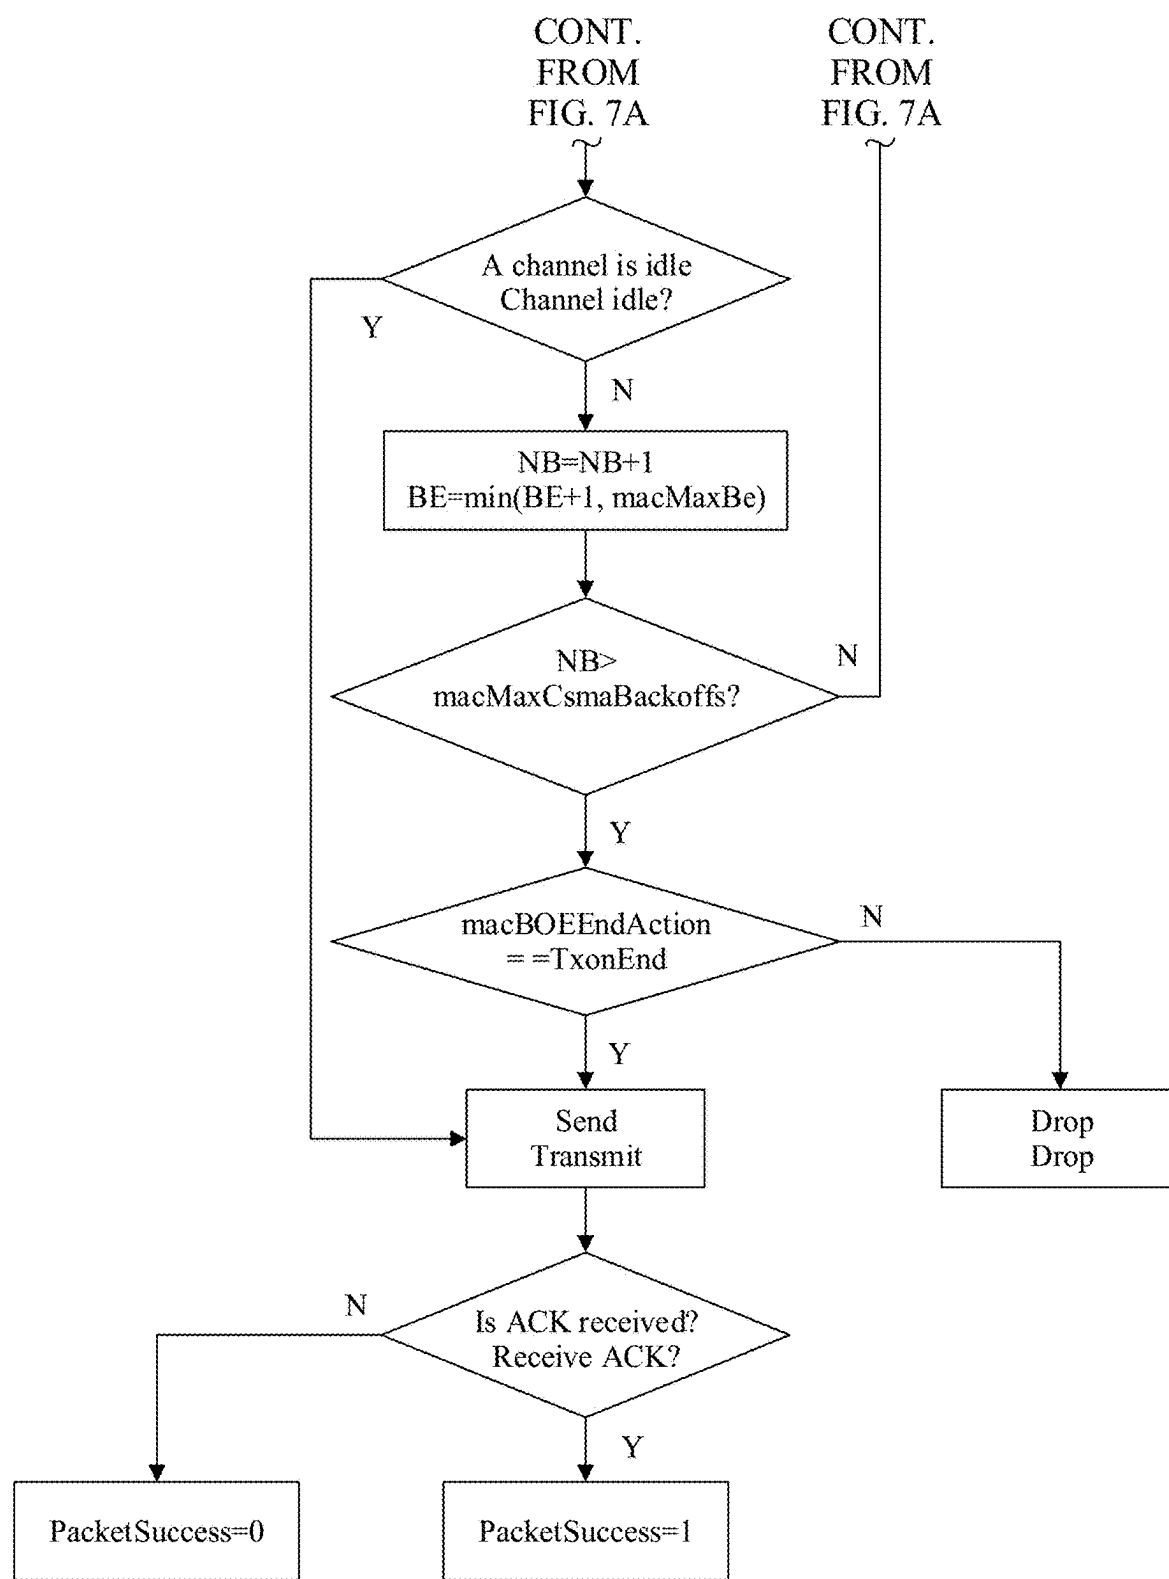 CONT.
FROM
FIG. 7A
CONT.
FROM
FIG. 7A
A channel is idle
Channel idle?
Y
N
NB=NB+1
BE=min(BE+1, macMaxBe)
NB>
macMaxCsmaBackoffs?
N
Y
macBOEEndAction
= =TxonEnd
N
Y
Send
Transmit
Drop
Drop
Is ACK received?
Receive ACK?
N
Y
PacketSuccess=0
PacketSuccess=1